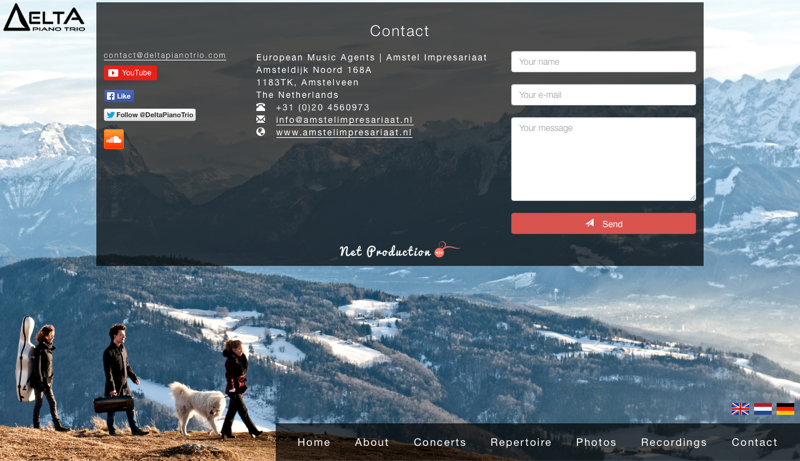 DELTA
PIANO TRIO
Contact
contact@deltapianotrio.com
YouTube
Like
Follow @DeltaPianoTrio
European Music Agents | Amstel Impresariaat
Amsteldijk Noord 168A
1183TK, Amstelveen
The Netherlands
+31 (0)20 4560973
info@amstelimpresariaat.nl
www.amstelimpresariaat.nl
Your name
Your e-mail
Your message
Send
Net Production
Home About Concerts Repertoire Photos Recordings Contact